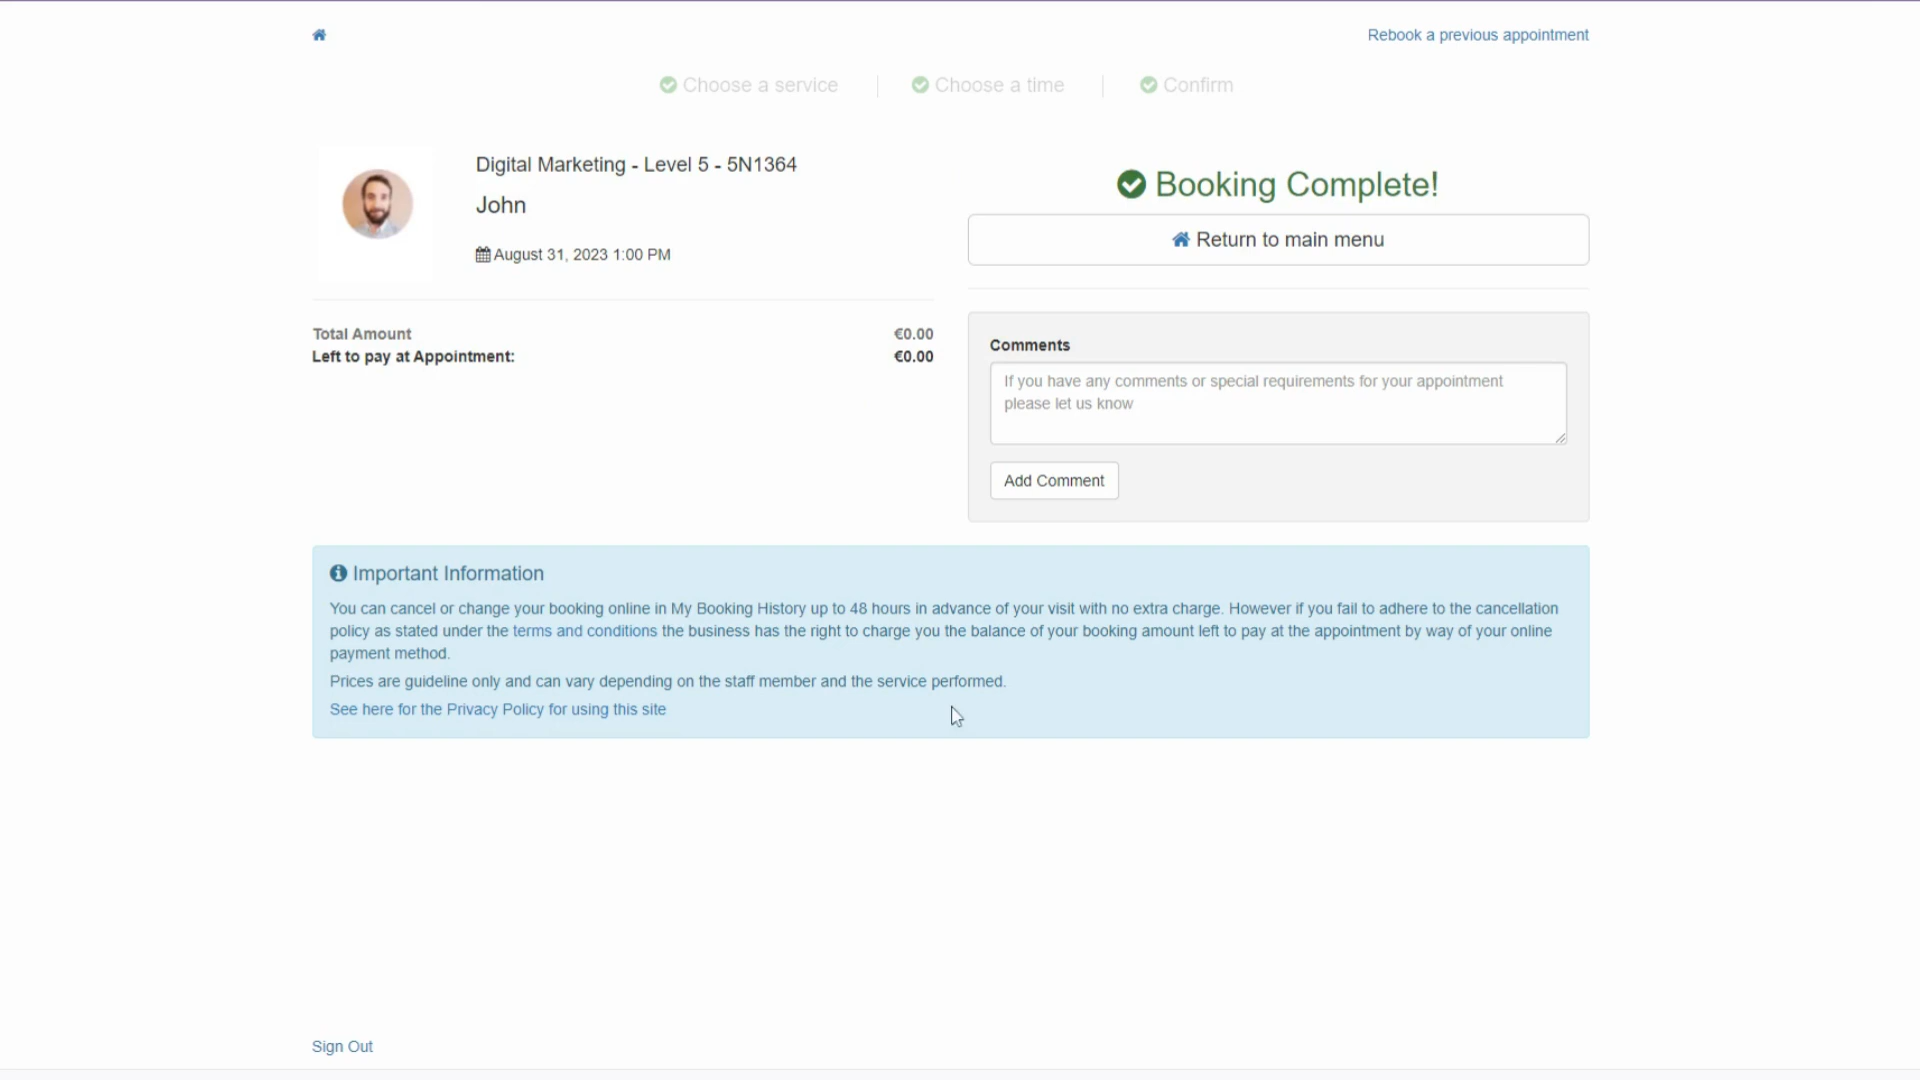 Rebook a previous appointment
Choose a service
Choose a time
Confirm
Digital Marketing - Level 5 - 5N1364
John
August 31, 2023 1:00 PM
Booking Complete!
Return to main menu
Total Amount €0.00
Left to pay at Appointment: €0.00
Comments
If you have any comments or special requirements for your appointment
please let us know
Add Comment
Important Information
You can cancel or change your booking online in My Booking History up to 48 hours in advance of your visit with no extra charge. However if you fail to adhere to the cancellation
policy as stated under the terms and conditions the business has the right to charge you the balance of your booking amount left to pay at the appointment by way of your online
payment method.
Prices are guideline only and can vary depending on the staff member and the service performed.
See here for the Privacy Policy for using this site
Sign Out